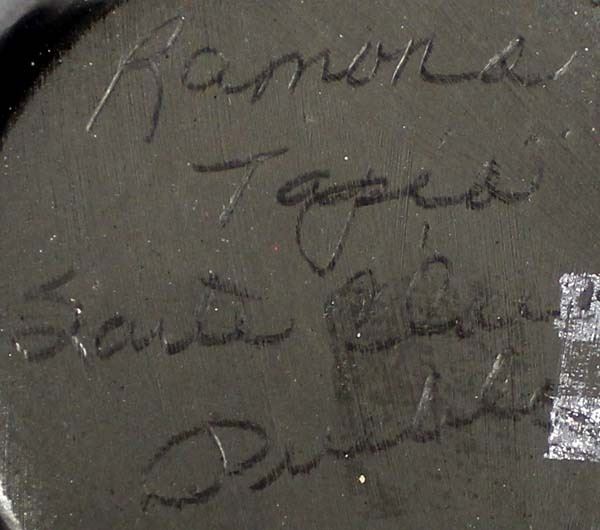 Ramona
Tapia
Santa Clara
Pueblo